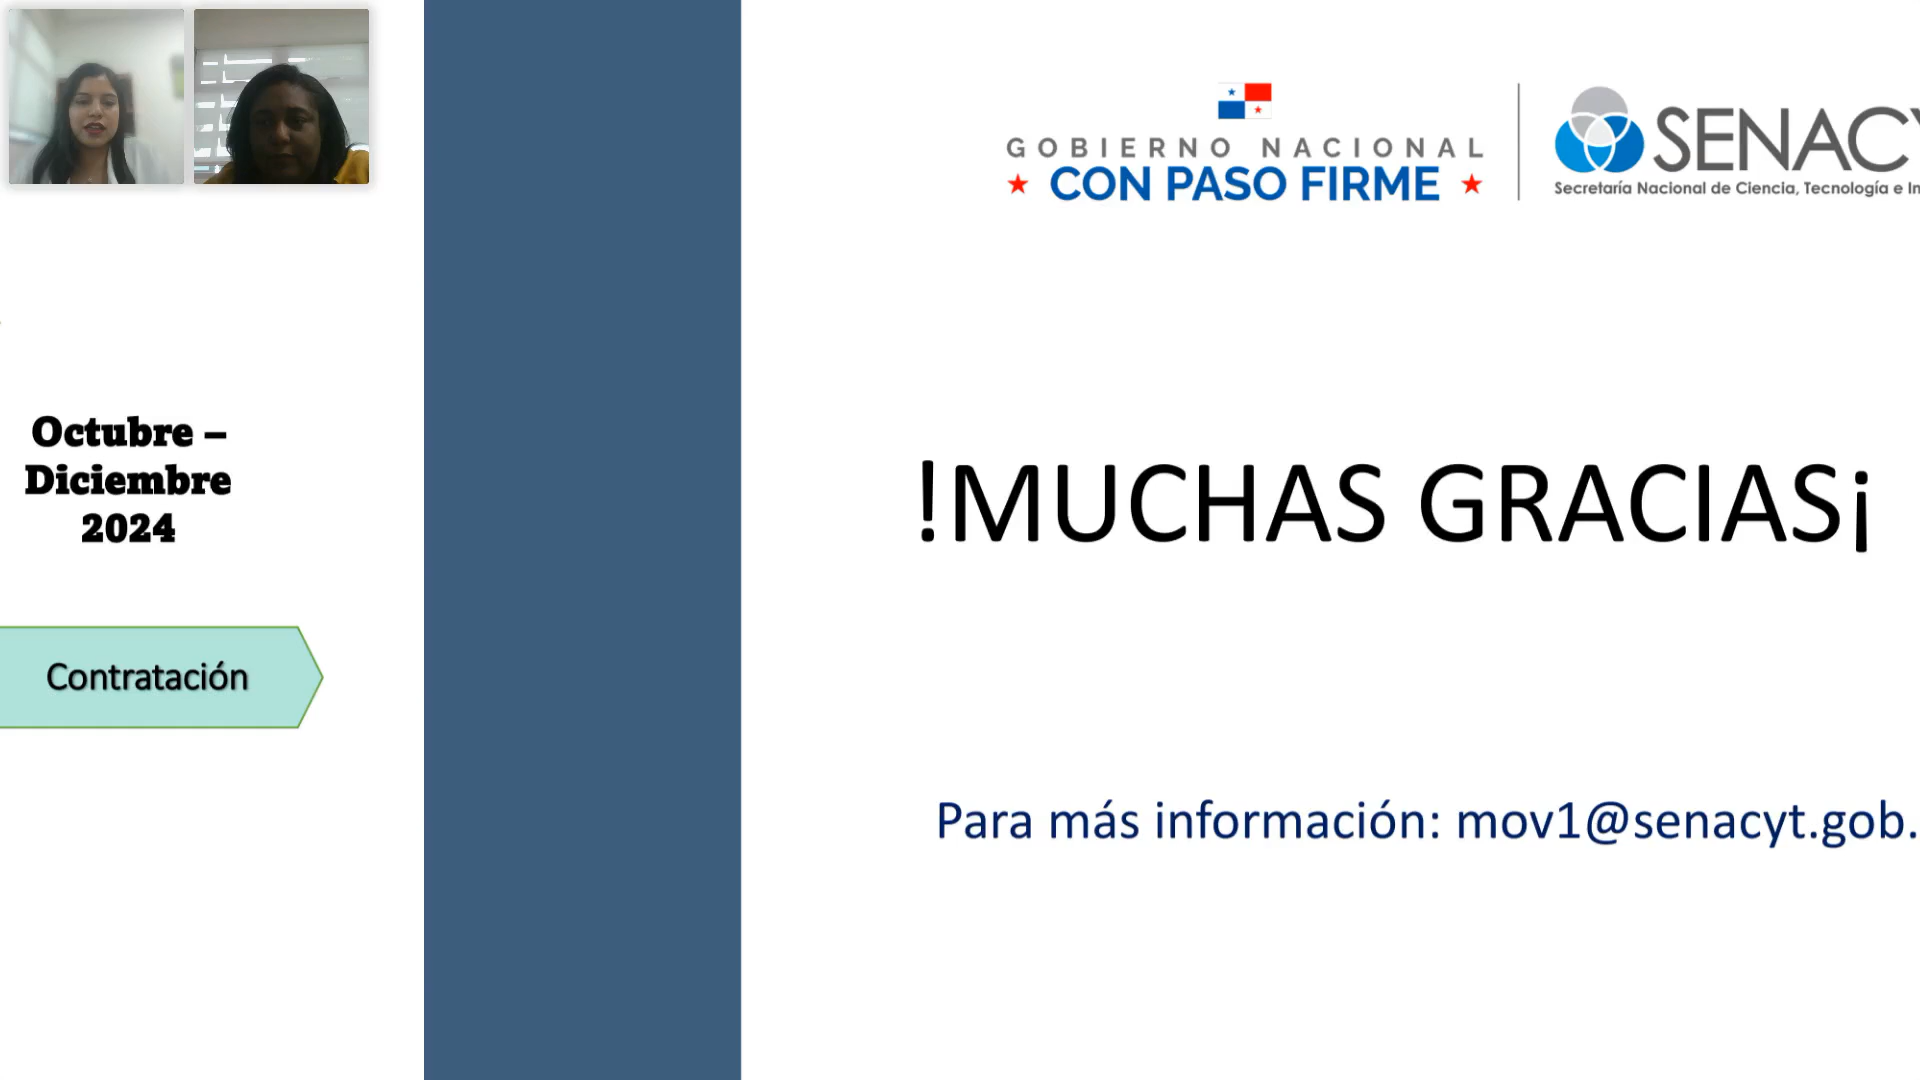 Octubre –
Diciembre
2024
Contratación
GOBIERNO NACIONAL
CON PASO FIRME
SENACY
Secretaría Nacional de Ciencia, Tecnología e In
!MUCHAS GRACIAS¡
Para más información: mov1@senacyt.gob.